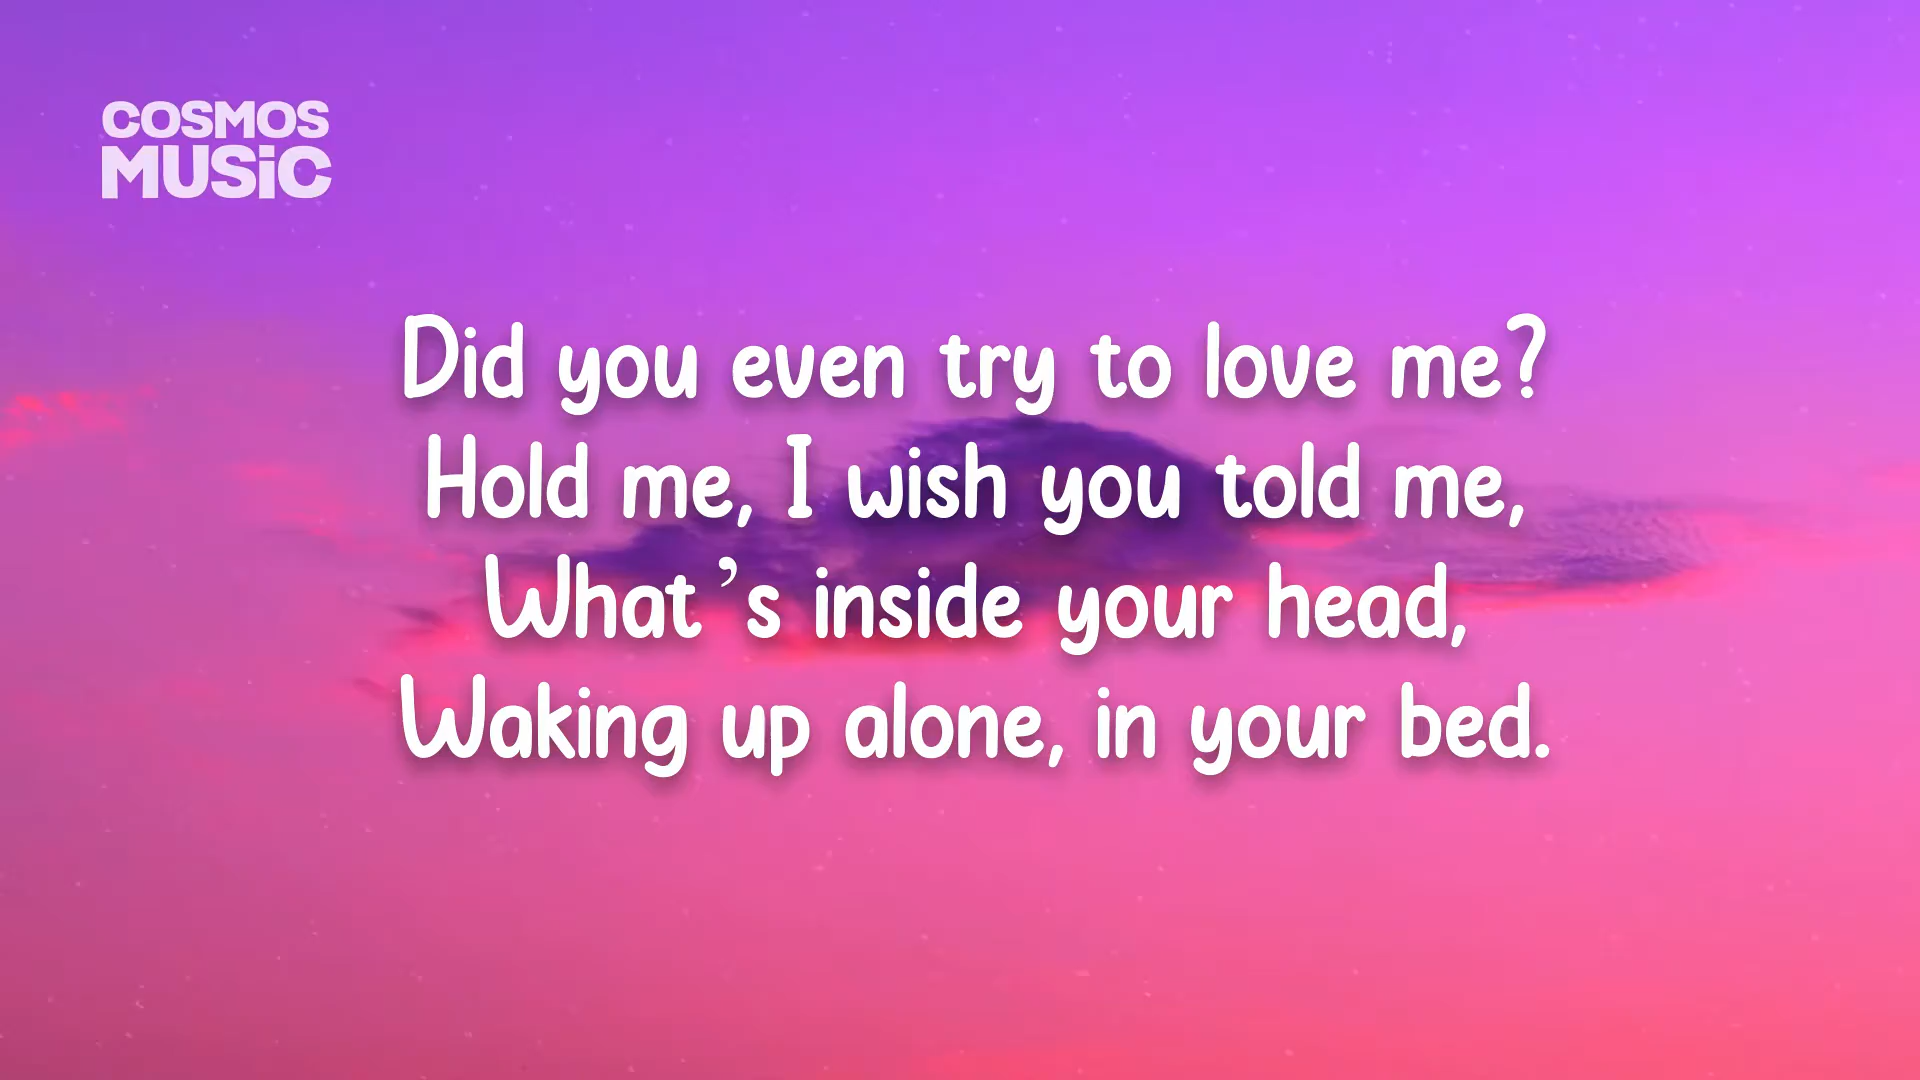 COSMOS
MUSiC
Did you even try to love me?
Hold me, I wish you told me,
What’s inside your head,
Waking up alone, in your bed.